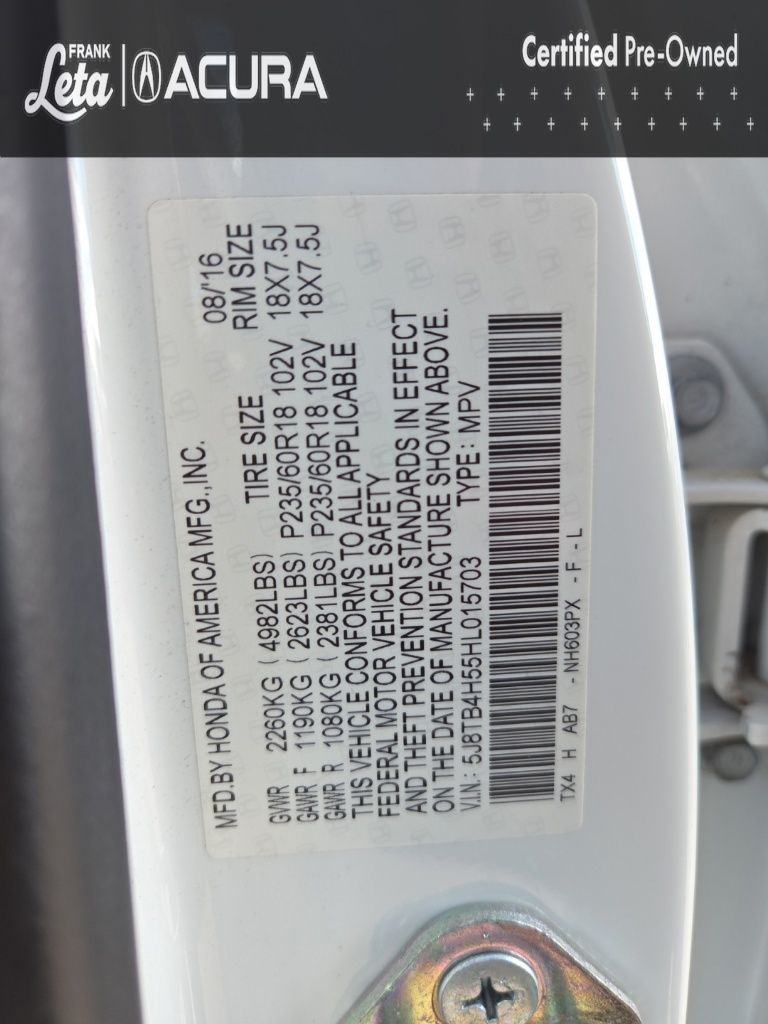 FRANK
Leta
ACURA
Certified Pre-Owned
MFD.BY HONDA OF AMERICA MFG.,INC. 08/'16
TIRE SIZE RIM SIZE
GVWR 2260KG ( 4982LBS)
GAWR F 1190KG ( 2623LBS) P235/60R18 102V 18X7.5J
GAWR R 1080KG ( 2381LBS) P235/60R18 102V 18X7.5J
THIS VEHICLE CONFORMS TO ALL APPLICABLE
FEDERAL MOTOR VEHICLE SAFETY
AND THEFT PREVENTION STANDARDS IN EFFECT
ON THE DATE OF MANUFACTURE SHOWN ABOVE.
V.I.N.: 5J8TB4H55HL015703 TYPE: MPV
TX4 H AB7 - NH603PX - F - L